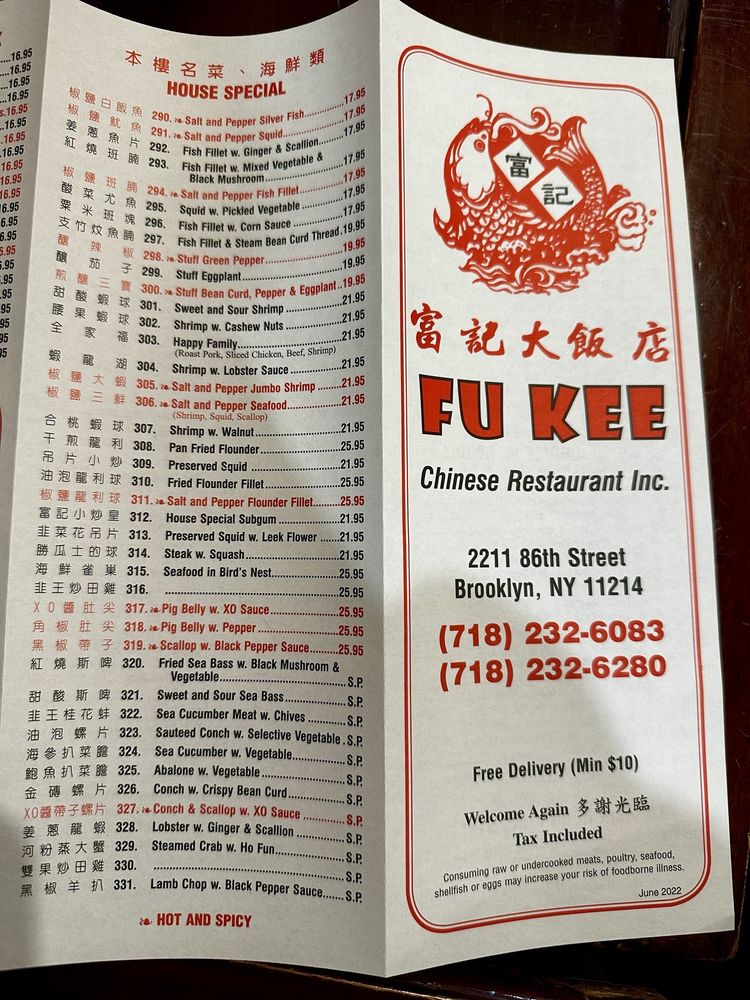 本樓名菜、海鮮類
HOUSE SPECIAL
椒鹽白飯魚 290. Salt and Pepper Silver Fish 17.95
椒鹽魷魚 291. Salt and Pepper Squid 17.95
姜蔥魚片 292. Fish Fillet w. Ginger & Scallion 17.95
紅燒班腩 293. Fish Fillet w. Mixed Vegetable &
Black Mushroom 17.95
椒鹽班腩 294. Salt and Pepper Fish Fillet 17.95
酸菜尤魚 295. Squid w. Pickled Vegetable 17.95
粟米班塊 296. Fish Fillet w. Corn Sauce 17.95
支竹炆魚腩 297. Fish Fillet & Steam Bean Curd Thread. 19.95
釀辣椒 298. Stuff Green Pepper 19.95
釀茄子 299. Stuff Eggplant 19.95
煎釀三寶 300. Stuff Bean Curd, Pepper & Eggplant 19.95
甜酸蝦球 301. Sweet and Sour Shrimp 21.95
腰果蝦球 302. Shrimp w. Cashew Nuts 21.95
全家福 303. Happy Family 21.95
(Roast Pork, Sliced Chicken, Beef, Shrimp)
蝦龍湖 304. Shrimp w. Lobster Sauce 21.95
椒鹽大蝦 305. Salt and Pepper Jumbo Shrimp 21.95
椒鹽三鮮 306. Salt and Pepper Seafood 21.95
(Shrimp, Squid, Scallop)
合桃蝦球 307. Shrimp w. Walnut 21.95
干煎龍利 308. Pan Fried Flounder 25.95
吊片小炒 309. Preserved Squid 21.95
油泡龍利球 310. Fried Flounder Fillet 25.95
椒鹽龍利球 311. Salt and Pepper Flounder Fillet 25.95
富記小炒皇 312. House Special Subgum 21.95
韭菜花吊片 313. Preserved Squid w. Leek Flower 21.95
勝瓜士的球 314. Steak w. Squash 21.95
海鮮雀巢 315. Seafood in Bird's Nest 25.95
韭王炒田雞 316. 25.95
XO醬肚尖 317. Pig Belly w. XO Sauce 25.95
角椒肚尖 318. Pig Belly w. Pepper 25.95
黑椒帶子 319. Scallop w. Black Pepper Sauce 25.95
紅燒斯啤 320. Fried Sea Bass w. Black Mushroom &
Vegetable S.P.
甜酸斯啤 321. Sweet and Sour Sea Bass S.P.
韭王桂花蚌 322. Sea Cucumber Meat w. Chives S.P.
油泡螺片 323. Sauteed Conch w. Selective Vegetable S.P.
海參扒菜膽 324. Sea Cucumber w. Vegetable S.P.
鮑魚扒菜膽 325. Abalone w. Vegetable S.P.
金磚螺片 326. Conch w. Crispy Bean Curd S.P.
XO醬帶子螺片 327. Conch & Scallop w. XO Sauce S.P.
姜蔥龍蝦 328. Lobster w. Ginger & Scallion S.P.
河粉蒸大蟹 329. Steamed Crab w. Ho Fun S.P.
雙果炒田雞 330. S.P.
黑椒羊扒 331. Lamb Chop w. Black Pepper Sauce S.P.
HOT AND SPICY
富記
富記大飯店
FU KEE
Chinese Restaurant Inc.
2211 86th Street
Brooklyn, NY 11214
(718) 232-6083
(718) 232-6280
Free Delivery (Min $10)
Welcome Again 多謝光臨
Tax Included
Consuming raw or undercooked meats, poultry, seafood,
shellfish or eggs may increase your risk of foodborne illness.
June 2022